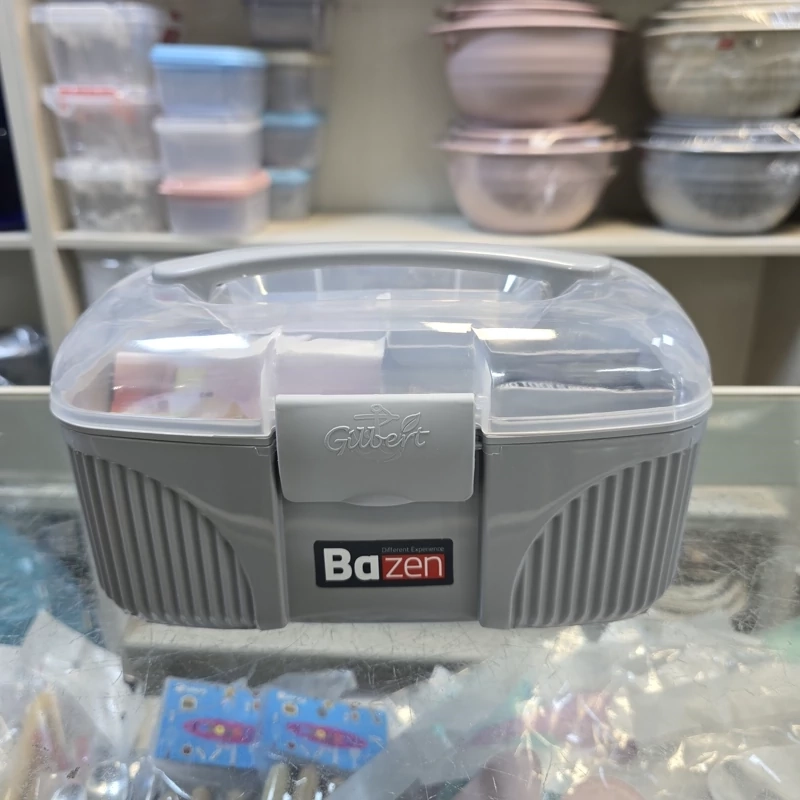 Gilbert
Different Experience
Bazen